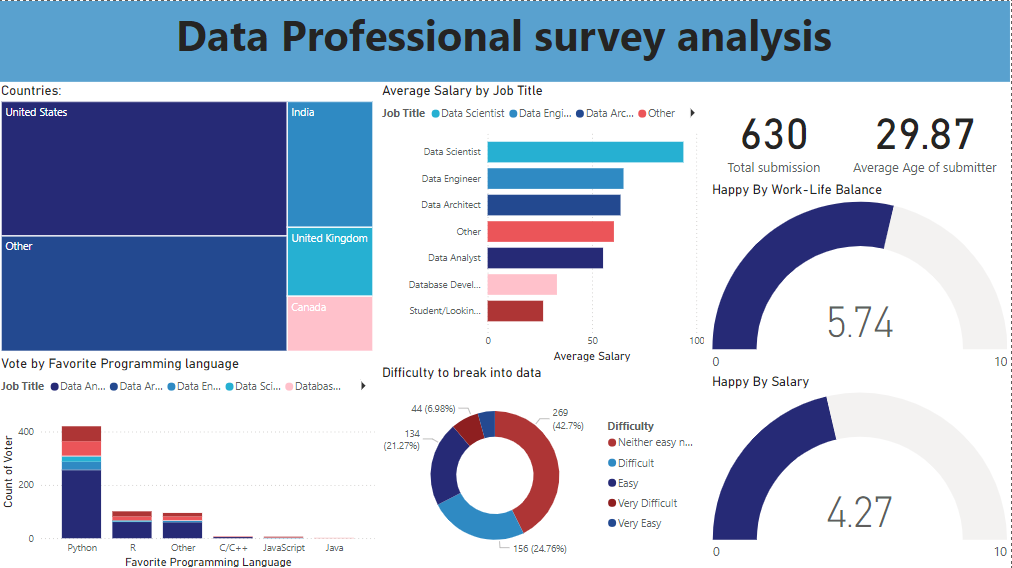 Data Professional survey analysis
Countries:
United States
India
Other
United Kingdom
Canada
Average Salary by Job Title
Job Title Data Scientist Data Engi... Data Arc... Other
Data Scientist
Data Engineer
Data Architect
Other
Data Analyst
Database Devel...
Student/Lookin...
0 50 100
Average Salary
630
Total submission
29.87
Average Age of submitter
Happy By Work-Life Balance
5.74
0 10
Vote by Favorite Programming language
Job Title Data An... Data Ar... Data En... Data Sci... Databas...
Count of Voter
400
200
0
Python R Other C/C++ JavaScript Java
Favorite Programming Language
Difficulty to break into data
44 (6.98%)
269
(42.7%)
134
(21.27%)
156 (24.76%)
Difficulty
Neither easy n...
Difficult
Easy
Very Difficult
Very Easy
Happy By Salary
4.27
0 10